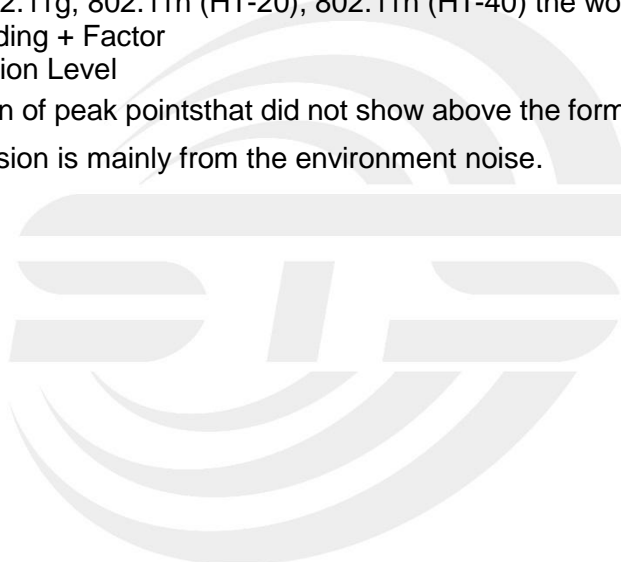 2.11g, 802.11n (HT-20), 802.11n (HT-40) the wo
ding + Factor
ion Level
n of peak pointsthat did not show above the form
sion is mainly from the environment noise.
STS